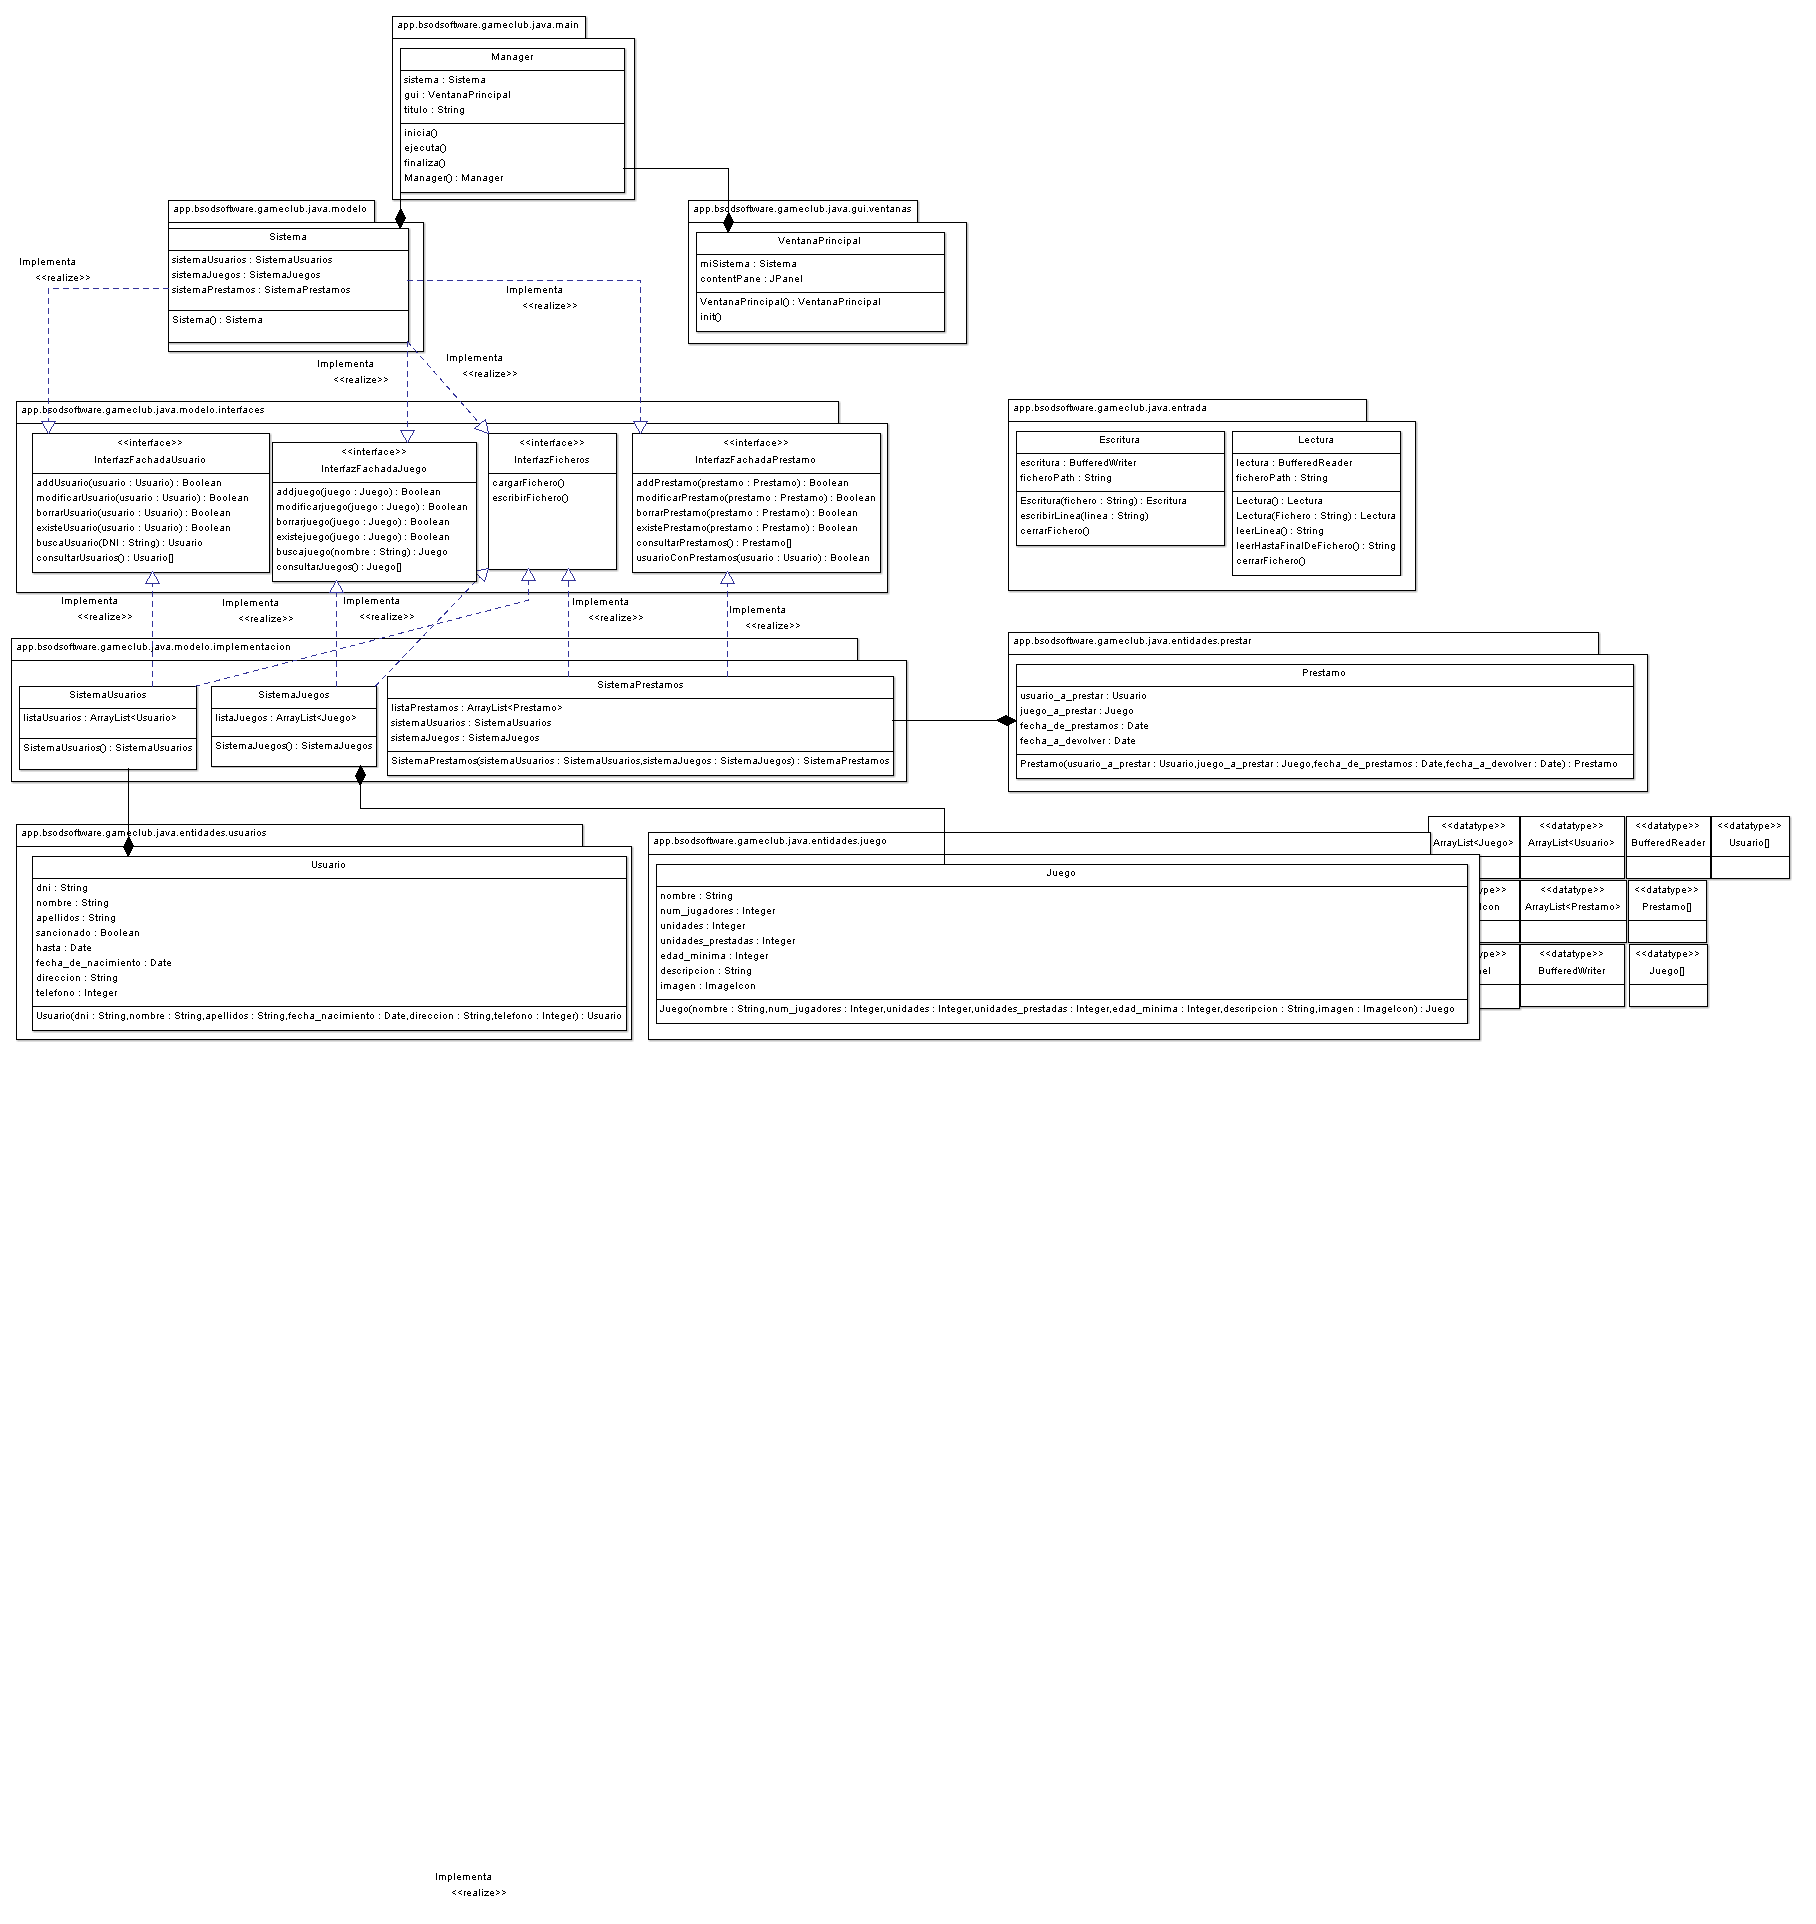 app.bsodsoftware.gameclub.java.main
Manager
sistema : Sistema
gui : VentanaPrincipal
titulo : String
inicia()
ejecuta()
finaliza()
Manager() : Manager
app.bsodsoftware.gameclub.java.modelo
Sistema
sistemaUsuarios : SistemaUsuarios
sistemaJuegos : SistemaJuegos
sistemaPrestamos : SistemaPrestamos
Sistema() : Sistema
app.bsodsoftware.gameclub.java.gui.ventanas
VentanaPrincipal
miSistema : Sistema
contentPane : JPanel
VentanaPrincipal() : VentanaPrincipal
init()
Implementa
<<realize>>
Implementa
<<realize>>
Implementa
<<realize>>
Implementa
<<realize>>
app.bsodsoftware.gameclub.java.modelo.interfaces
<<interface>>
InterfazFachadaUsuario
addUsuario(usuario : Usuario) : Boolean
modificarUsuario(usuario : Usuario) : Boolean
borrarUsuario(usuario : Usuario) : Boolean
existeUsuario(usuario : Usuario) : Boolean
buscaUsuario(DNI : String) : Usuario
consultarUsuarios() : Usuario[]
<<interface>>
InterfazFachadaJuego
addjuego(juego : Juego) : Boolean
modificarjuego(juego : Juego) : Boolean
borrarjuego(juego : Juego) : Boolean
existejuego(juego : Juego) : Boolean
buscajuego(nombre : String) : Juego
consultarJuegos() : Juego[]
<<interface>>
InterfazFicheros
cargarFichero()
escribirFichero()
<<interface>>
InterfazFachadaPrestamo
addPrestamo(prestamo : Prestamo) : Boolean
modificarPrestamo(prestamo : Prestamo) : Boolean
borrarPrestamo(prestamo : Prestamo) : Boolean
existePrestamo(prestamo : Prestamo) : Boolean
consultarPrestamos() : Prestamo[]
usuarioConPrestamos(usuario : Usuario) : Boolean
app.bsodsoftware.gameclub.java.entrada
Escritura
escritura : BufferedWriter
ficheroPath : String
Escritura(fichero : String) : Escritura
escribirLinea(linea : String)
cerrarFichero()
Lectura
lectura : BufferedReader
ficheroPath : String
Lectura() : Lectura
Lectura(Fichero : String) : Lectura
leerLinea() : String
leerHastaFinalDeFichero() : String
cerrarFichero()
Implementa
<<realize>>
Implementa
<<realize>>
Implementa
<<realize>>
Implementa
<<realize>>
Implementa
<<realize>>
app.bsodsoftware.gameclub.java.modelo.implementacion
SistemaUsuarios
listaUsuarios : ArrayList<Usuario>
SistemaUsuarios() : SistemaUsuarios
SistemaJuegos
listaJuegos : ArrayList<Juego>
SistemaJuegos() : SistemaJuegos
SistemaPrestamos
listaPrestamos : ArrayList<Prestamo>
sistemaUsuarios : SistemaUsuarios
sistemaJuegos : SistemaJuegos
SistemaPrestamos(sistemaUsuarios : SistemaUsuarios,sistemaJuegos : SistemaJuegos) : SistemaPrestamos
app.bsodsoftware.gameclub.java.entidades.prestar
Prestamo
usuario_a_prestar : Usuario
juego_a_prestar : Juego
fecha_de_prestamos : Date
fecha_a_devolver : Date
Prestamo(usuario_a_prestar : Usuario,juego_a_prestar : Juego,fecha_de_prestamos : Date,fecha_a_devolver : Date) : Prestamo
app.bsodsoftware.gameclub.java.entidades.usuarios
Usuario
dni : String
nombre : String
apellidos : String
sancionado : Boolean
hasta : Date
fecha_de_nacimiento : Date
direccion : String
telefono : Integer
Usuario(dni : String,nombre : String,apellidos : String,fecha_nacimiento : Date,direccion : String,telefono : Integer) : Usuario
app.bsodsoftware.gameclub.java.entidades.juego
Juego
nombre : String
num_jugadores : Integer
unidades : Integer
unidades_prestadas : Integer
edad_minima : Integer
descripcion : String
imagen : ImageIcon
Juego(nombre : String,num_jugadores : Integer,unidades : Integer,unidades_prestadas : Integer,edad_minima : Integer,descripcion : String,imagen : ImageIcon) : Juego
<<datatype>>
ArrayList<Juego>
<<datatype>>
ArrayList<Usuario>
<<datatype>>
BufferedReader
<<datatype>>
Usuario[]
<<datatype>>
ArrayList<Prestamo>
<<datatype>>
Prestamo[]
<<datatype>>
BufferedWriter
<<datatype>>
Juego[]
Implementa
<<realize>>